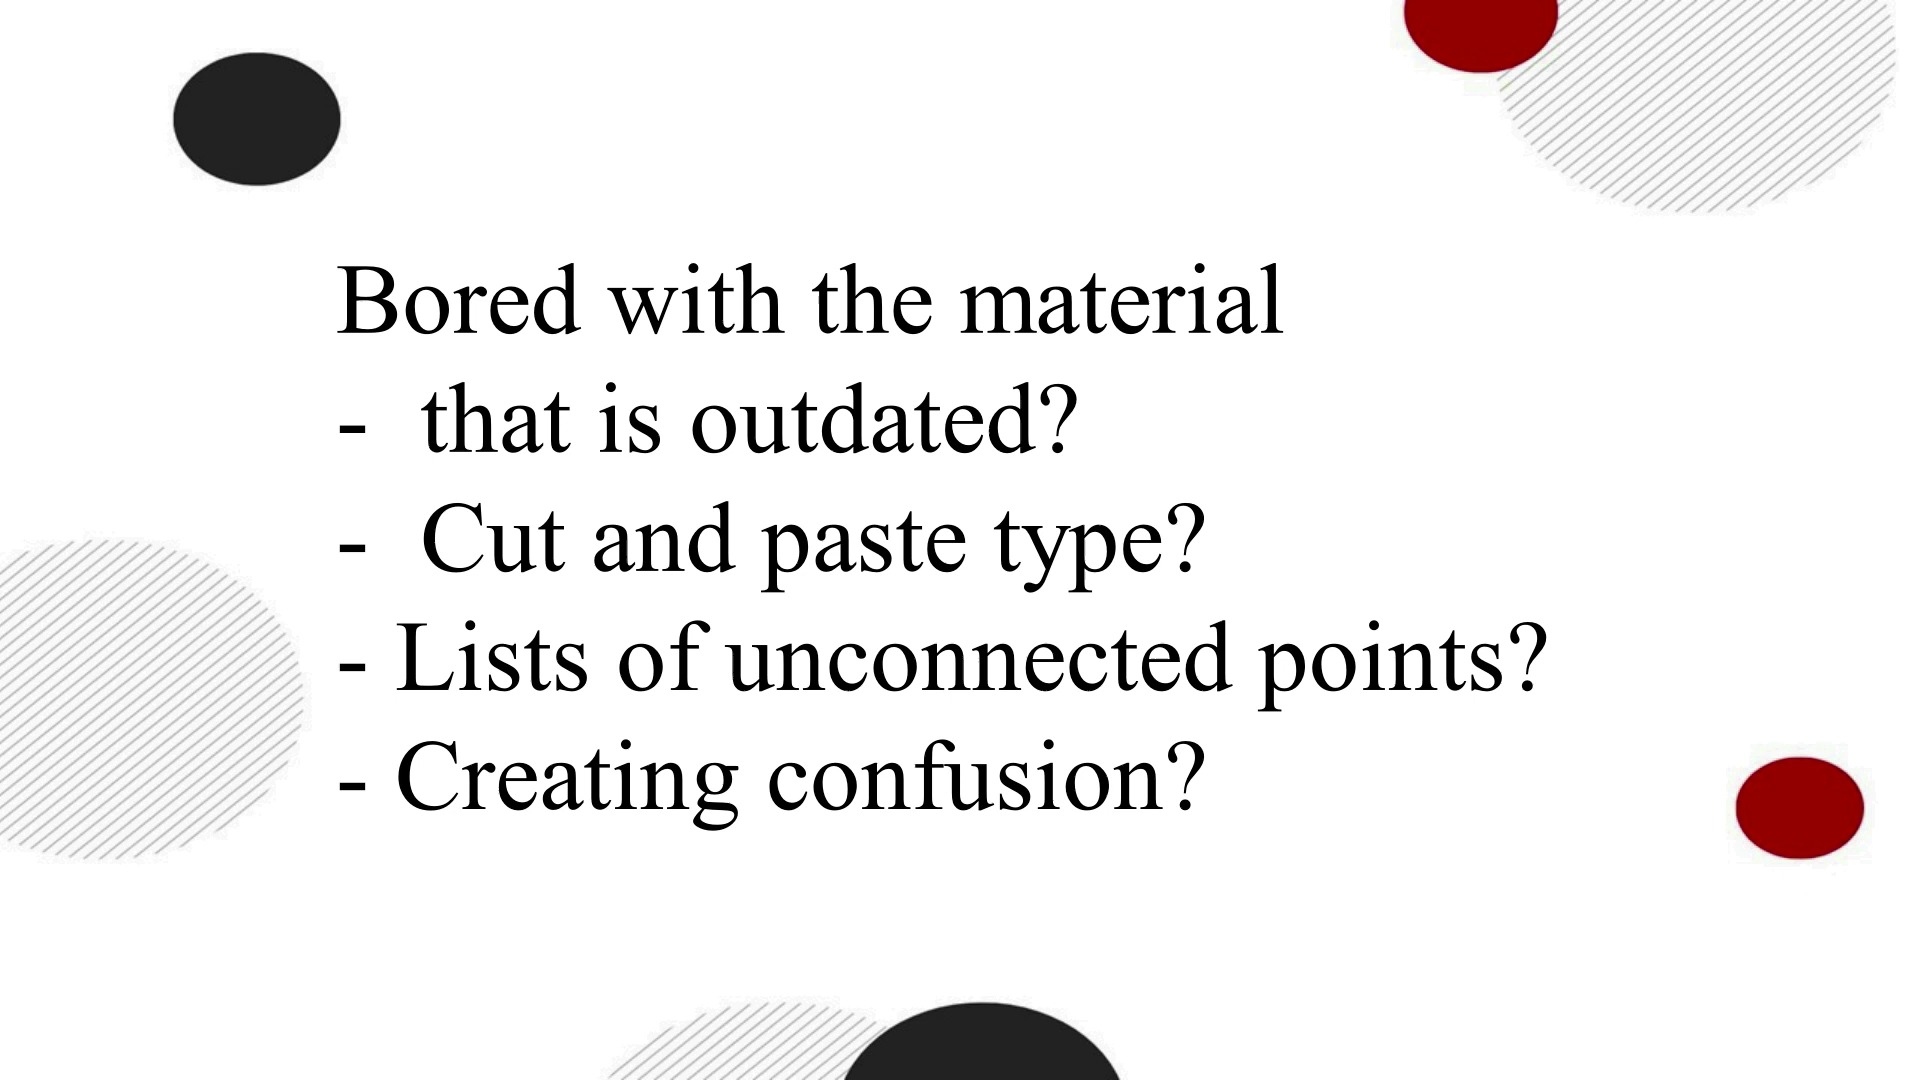 Bored with the material
-  that is outdated?
-  Cut and paste type?
- Lists of unconnected points?
- Creating confusion?